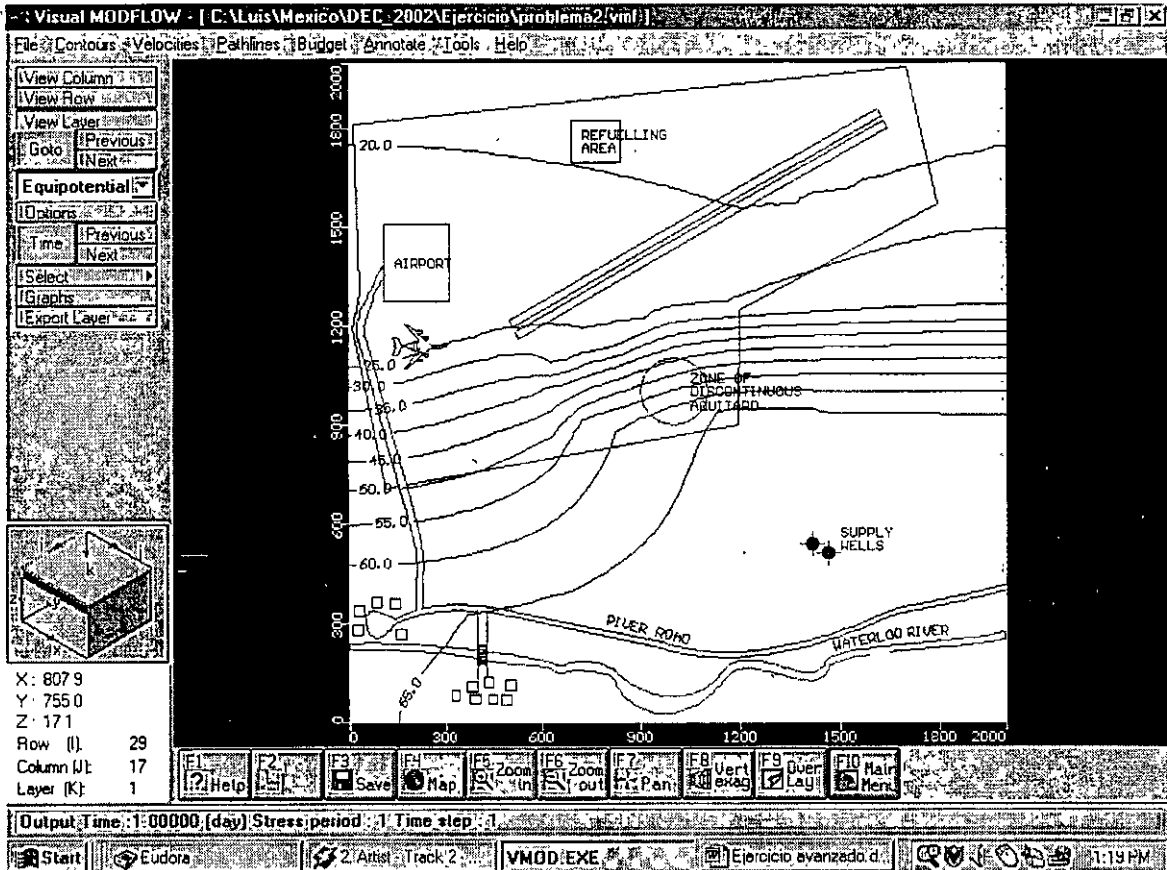 Visual MODFLOW - [ C:\Luis\Mexico\DEC_2002\Ejercicio\problema2.vmf ]
File Contours Velocities Pathlines Budget Annotate Tools Help
View Column
View Row
View Layer
Goto
Previous
Next
Equipotential
Options
Time
Previous
Next
Select
Graphs
Export Layer
2000
1800
1500
1200
900
600
300
0
20.0
REFUELLING
AREA
AIRPORT
-25.0
-30.0
-35.0
-40.0
-45.0
-50.0
-55.0
-60.0
-65.0
ZONE OF
DISCONTINUOUS
AQUITARD
SUPPLY
WELLS
RIVER ROAD
WATERLOO RIVER
0 300 600 900 1200 1500 1800 2000
X: 807 9
Y: 755 0
Z: 17 1
Row (I). 29
Column (J): 17
Layer (K): 1
F1
Help
F2
F3
Save
F4
Map
F5
Zoom
in
F6
Zoom
out
F7
Pan
F8
Vert
exag
F9
Over
Lay
F10
Main
Menu
Output Time :1.00000 (day) Stress period : 1 Time step : 1
Start
Eudora
2. Artist - Track 2
VMOD.EXE
Ejercicio avanzado.d...
1:19 PM